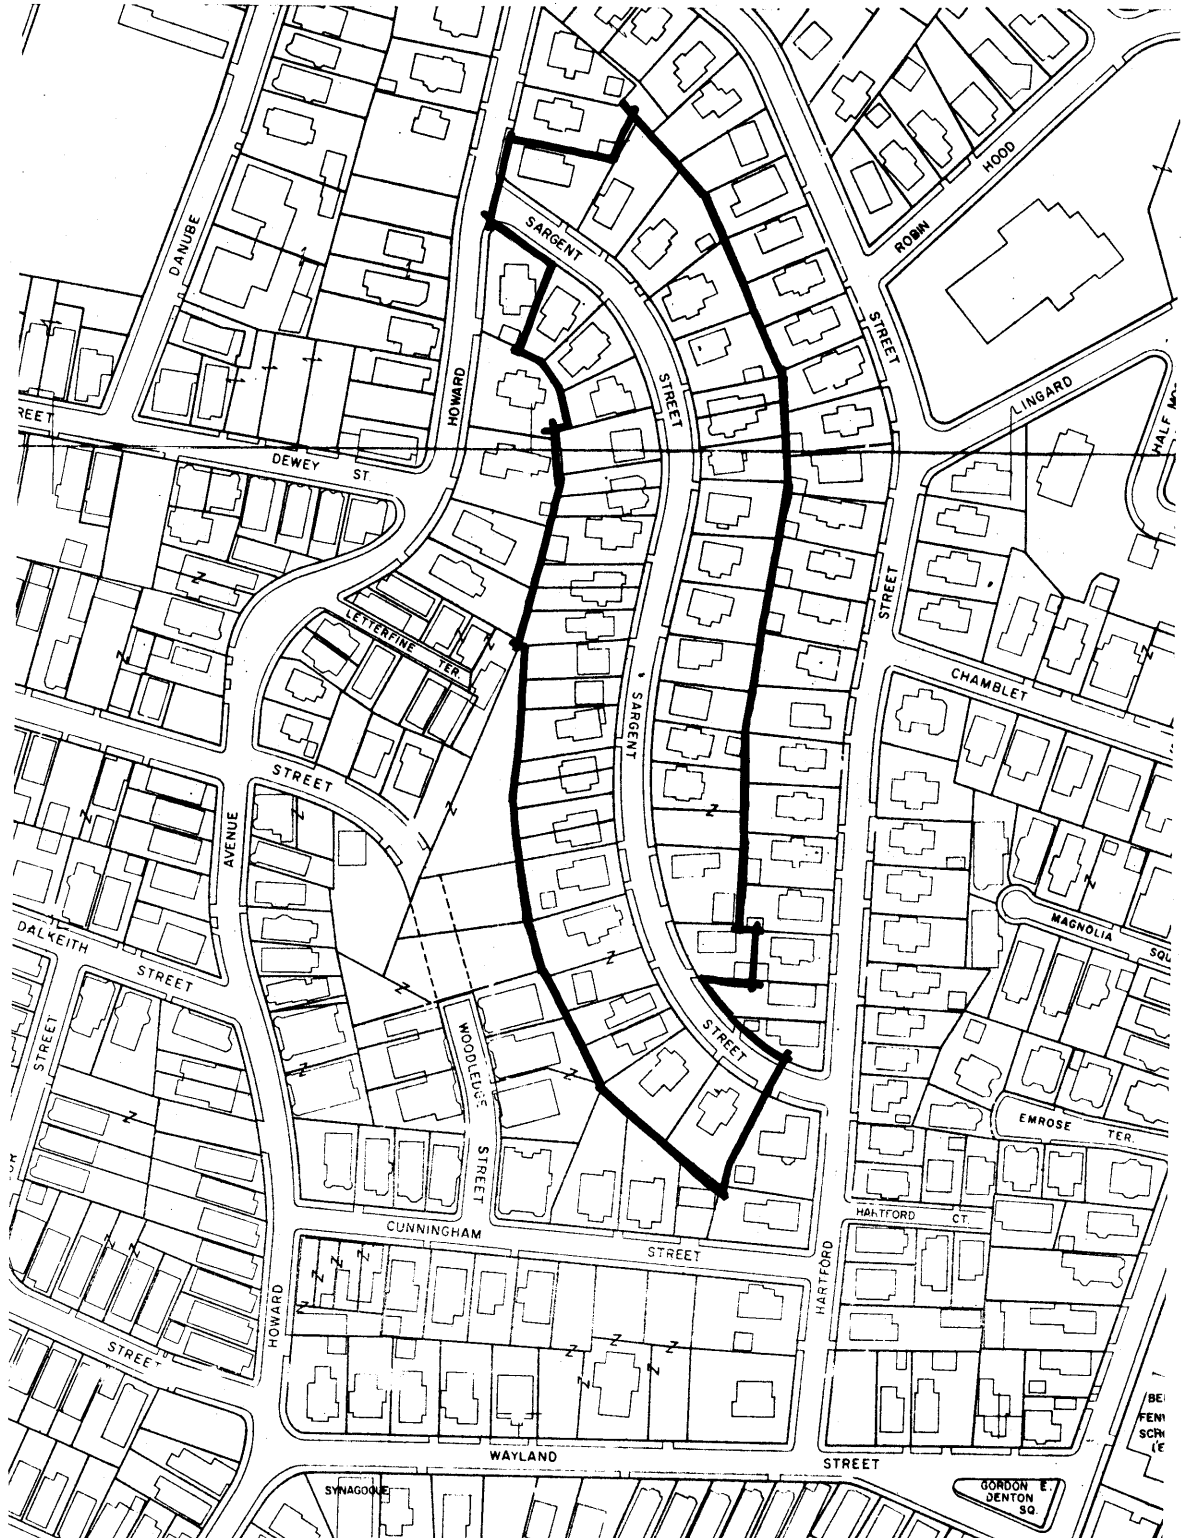 HOOD
ROBIN
DANUBE
SARGENT
STREET
STREET
LINGARD
HOWARD
REET
HALF
DEWEY ST.
STREET
LETTERFINE TER.
CHAMBLET
SARGENT
STREET
AVENUE
MAGNOLIA
DALKEITH
STREET
STREET
WOODLEDGE
STREET
STREET
EMROSE TER.
HARTFORD CT.
CUNNINGHAM
STREET
HARTFORD
HOWARD
STREET
WAYLAND
STREET
SYNAGOGUE
GORDON E.
DENTON
SQ.